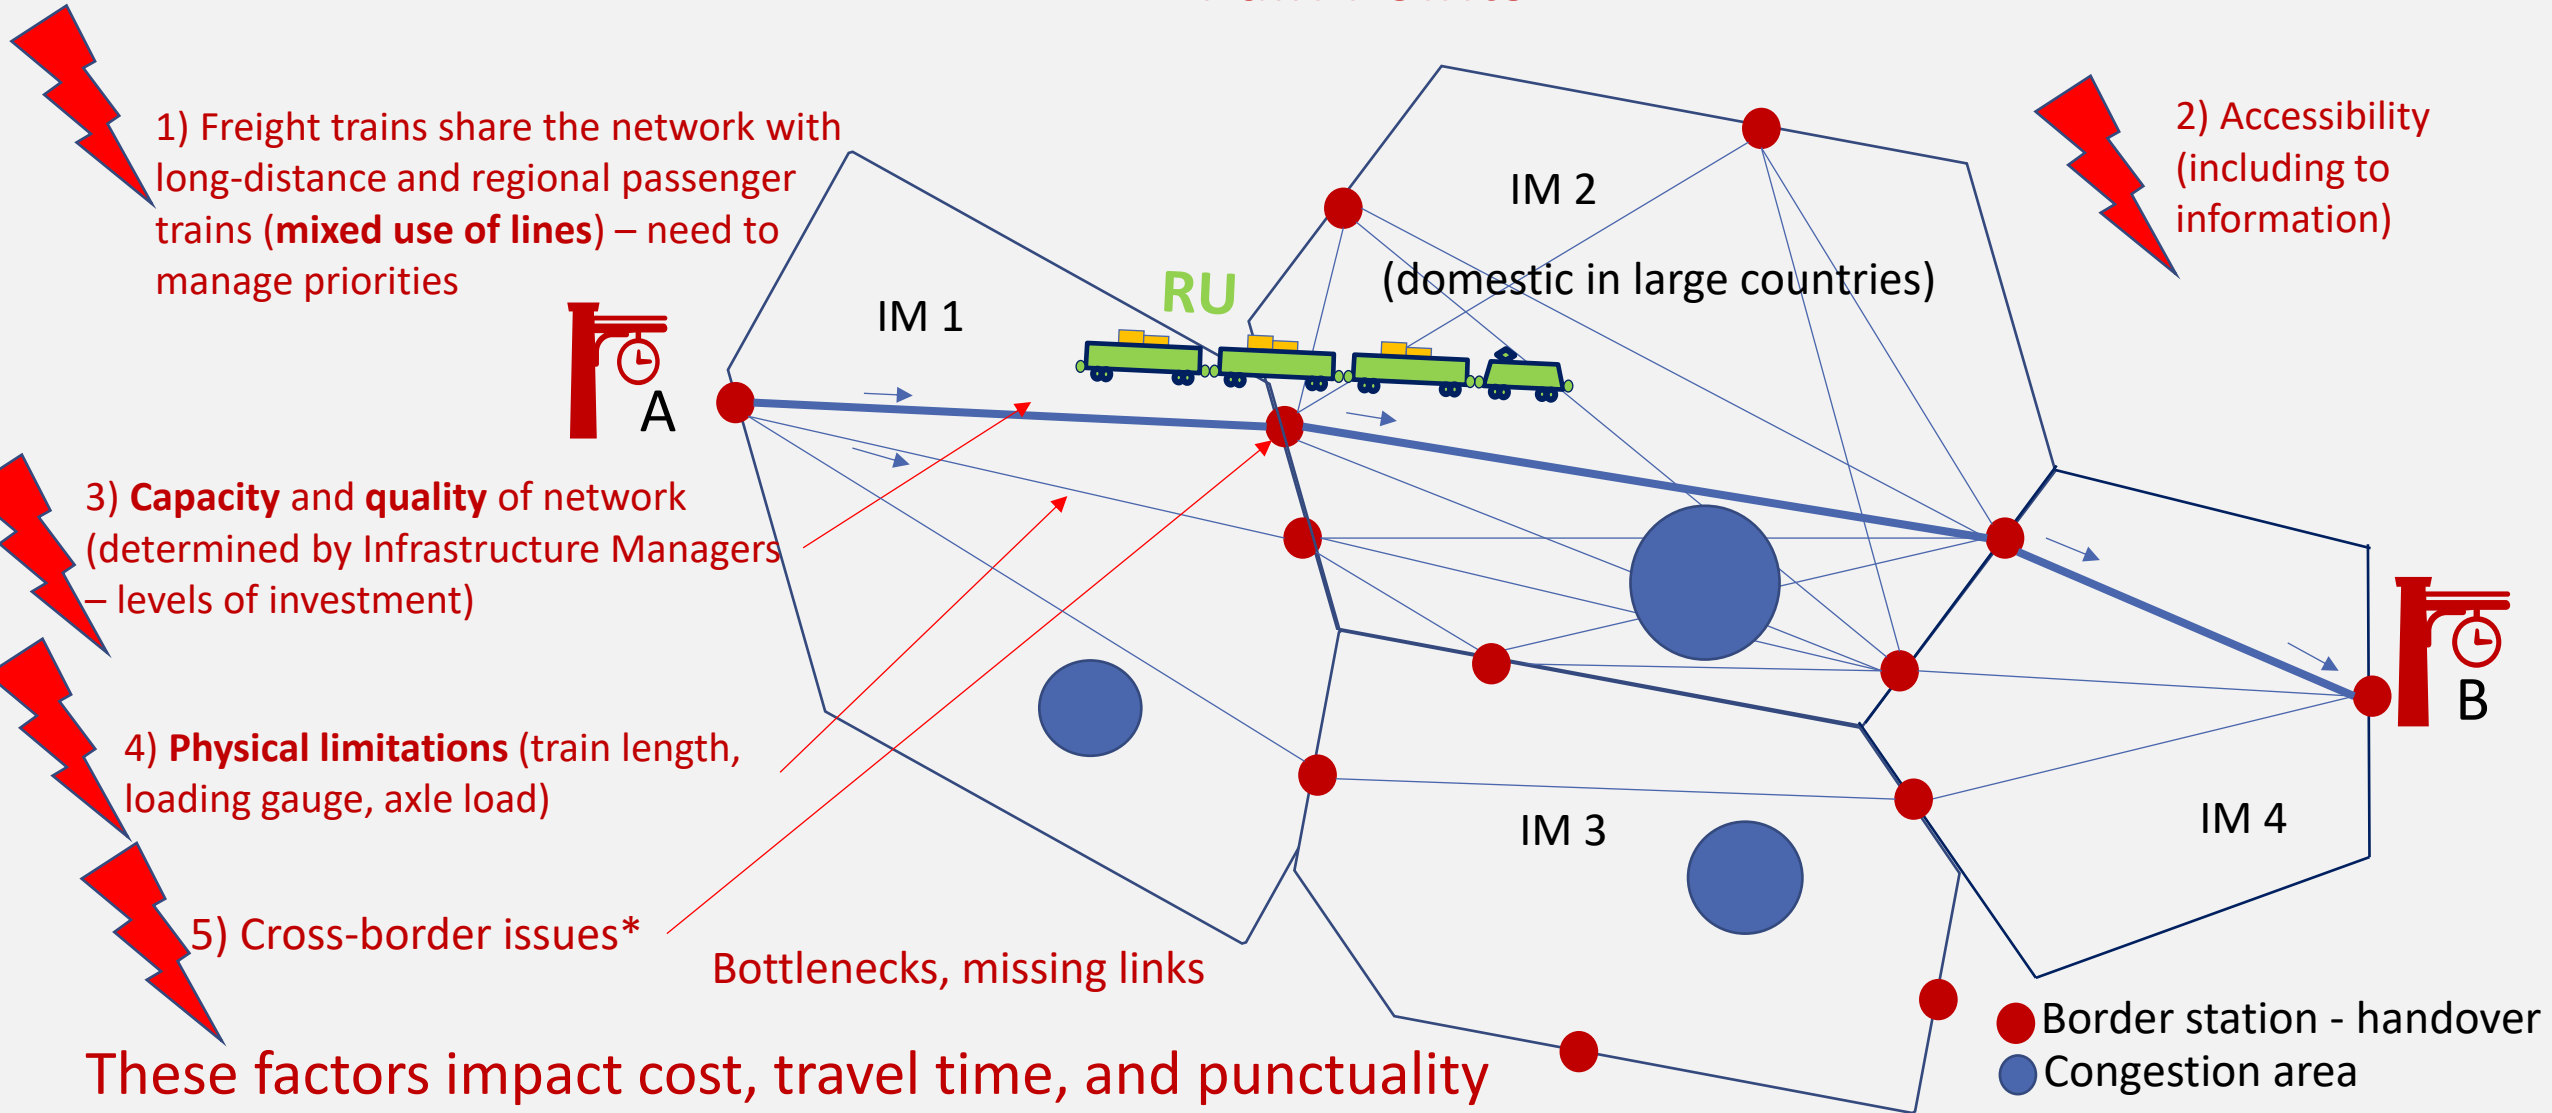 1) Freight trains share the network with
long-distance and regional passenger
trains (mixed use of lines) – need to
manage priorities
2) Accessibility
(including to
information)
IM 2
(domestic in large countries)
RU
IM 1
A
3) Capacity and quality of network
(determined by Infrastructure Managers
– levels of investment)
B
4) Physical limitations (train length,
loading gauge, axle load)
IM 3
IM 4
5) Cross-border issues*
Bottlenecks, missing links
Border station - handover
Congestion area
These factors impact cost, travel time, and punctuality